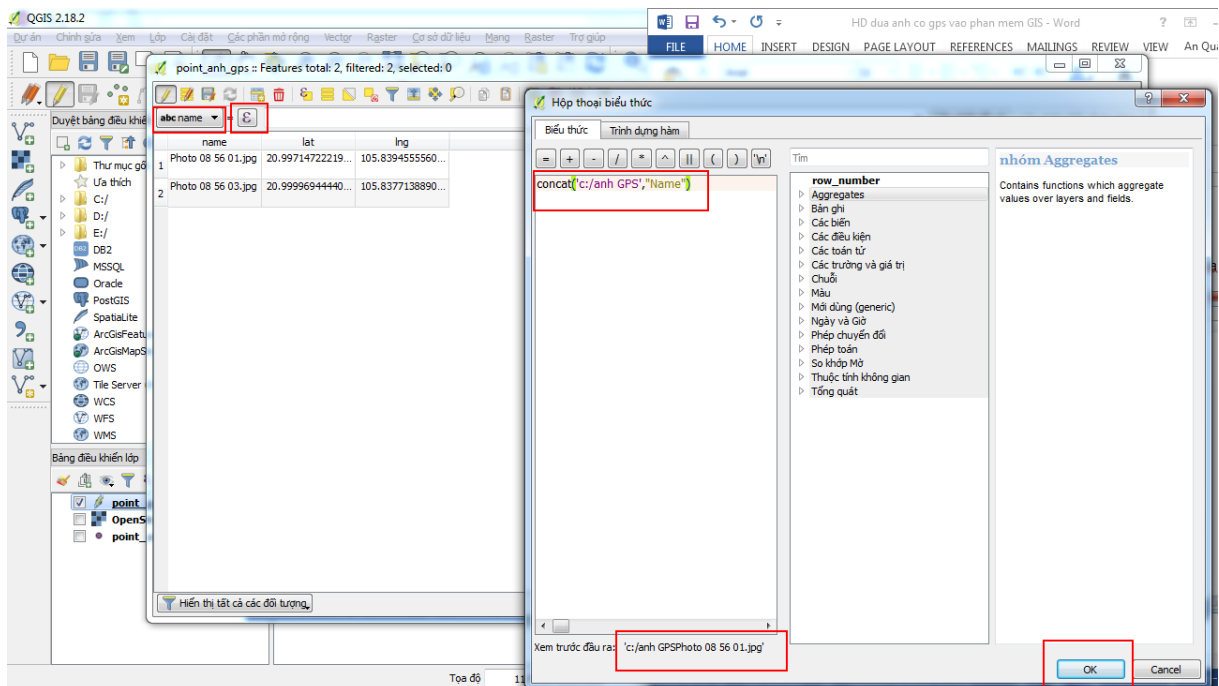 QGIS 2.18.2
HD dua anh co gps vao phan mem GIS - Word
Dự án Chỉnh sửa Xem Lớp Cài đặt Các phần mở rộng Vector Raster Cơ sở dữ liệu Mạng Raster Trợ giúp
FILE HOME INSERT DESIGN PAGE LAYOUT REFERENCES MAILINGS REVIEW VIEW An Qu
point_anh_gps :: Features total: 2, filtered: 2, selected: 0
abc name = ε
name lat lng
1 Photo 08 56 01.jpg 20.99714722219... 105.8394555560...
2 Photo 08 56 03.jpg 20.99996944440... 105.8377138890...
Hiển thị tất cả các đối tượng
Duyệt bảng điều khiể
Thư mục gố
Ưa thích
C:/
D:/
E:/
DB2
MSSQL
Oracle
PostGIS
SpatiaLite
ArcGisFeatu
ArcGisMapS
OWS
Tile Server
WCS
WFS
WMS
Bảng điều khiển lớp
point_
OpenS
point_
Hộp thoại biểu thức
Biểu thức Trình dựng hàm
= + - / * ^ || ( ) '\n'
concat('c:/anh GPS',"Name")
Tìm
row_number
Aggregates
Bản ghi
Các biến
Các điều kiện
Các toán tử
Các trường và giá trị
Chuỗi
Màu
Mới dùng (generic)
Ngày và Giờ
Phép chuyển đổi
Phép toán
So khớp Mờ
Thuộc tính không gian
Tổng quát
nhóm Aggregates
Contains functions which aggregate
values over layers and fields.
Xem trước đầu ra: 'c:/anh GPSPhoto 08 56 01.jpg'
OK Cancel
Tọa độ 11